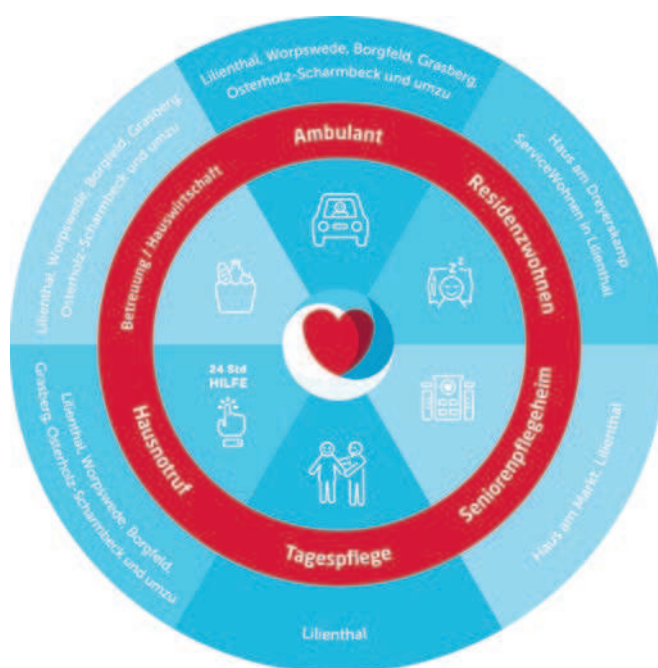 Lilienthal, Worpswede, Borgfeld, Grasberg,
Osterholz-Scharmbeck und umzu
Ambulant
Haus am Dreyerskamp
ServiceWohnen in Lilienthal
Residenzwohnen
zZZ
Haus am Markt, Lilienthal
Seniorenpflegeheim
Tagespflege
Lilienthal
24 Std
HILFE
Hausnotruf
Lilienthal, Worpswede, Borgfeld,
Grasberg, Osterholz-Scharmbeck und umzu
Betreuung / Hauswirtschaft
Lilienthal, Worpswede, Borgfeld, Grasberg,
Osterholz-Scharmbeck und umzu